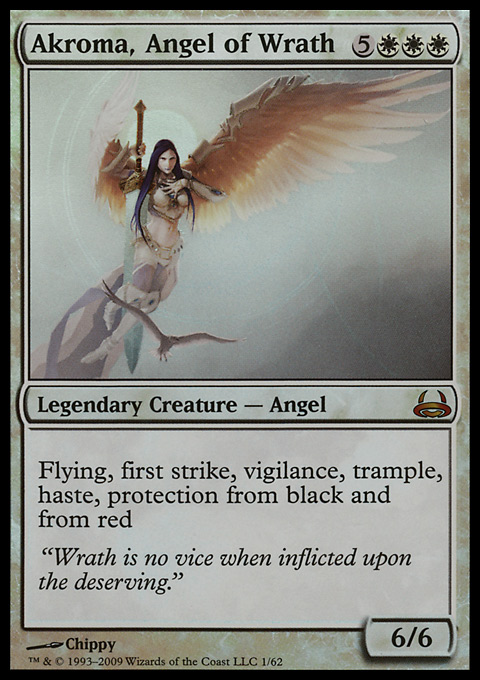 Akroma, Angel of Wrath 5
Legendary Creature — Angel
Flying, first strike, vigilance, trample,
haste, protection from black and
from red
“Wrath is no vice when inflicted upon
the deserving.”
6/6
Chippy
™ & © 1993–2009 Wizards of the Coast LLC 1/62